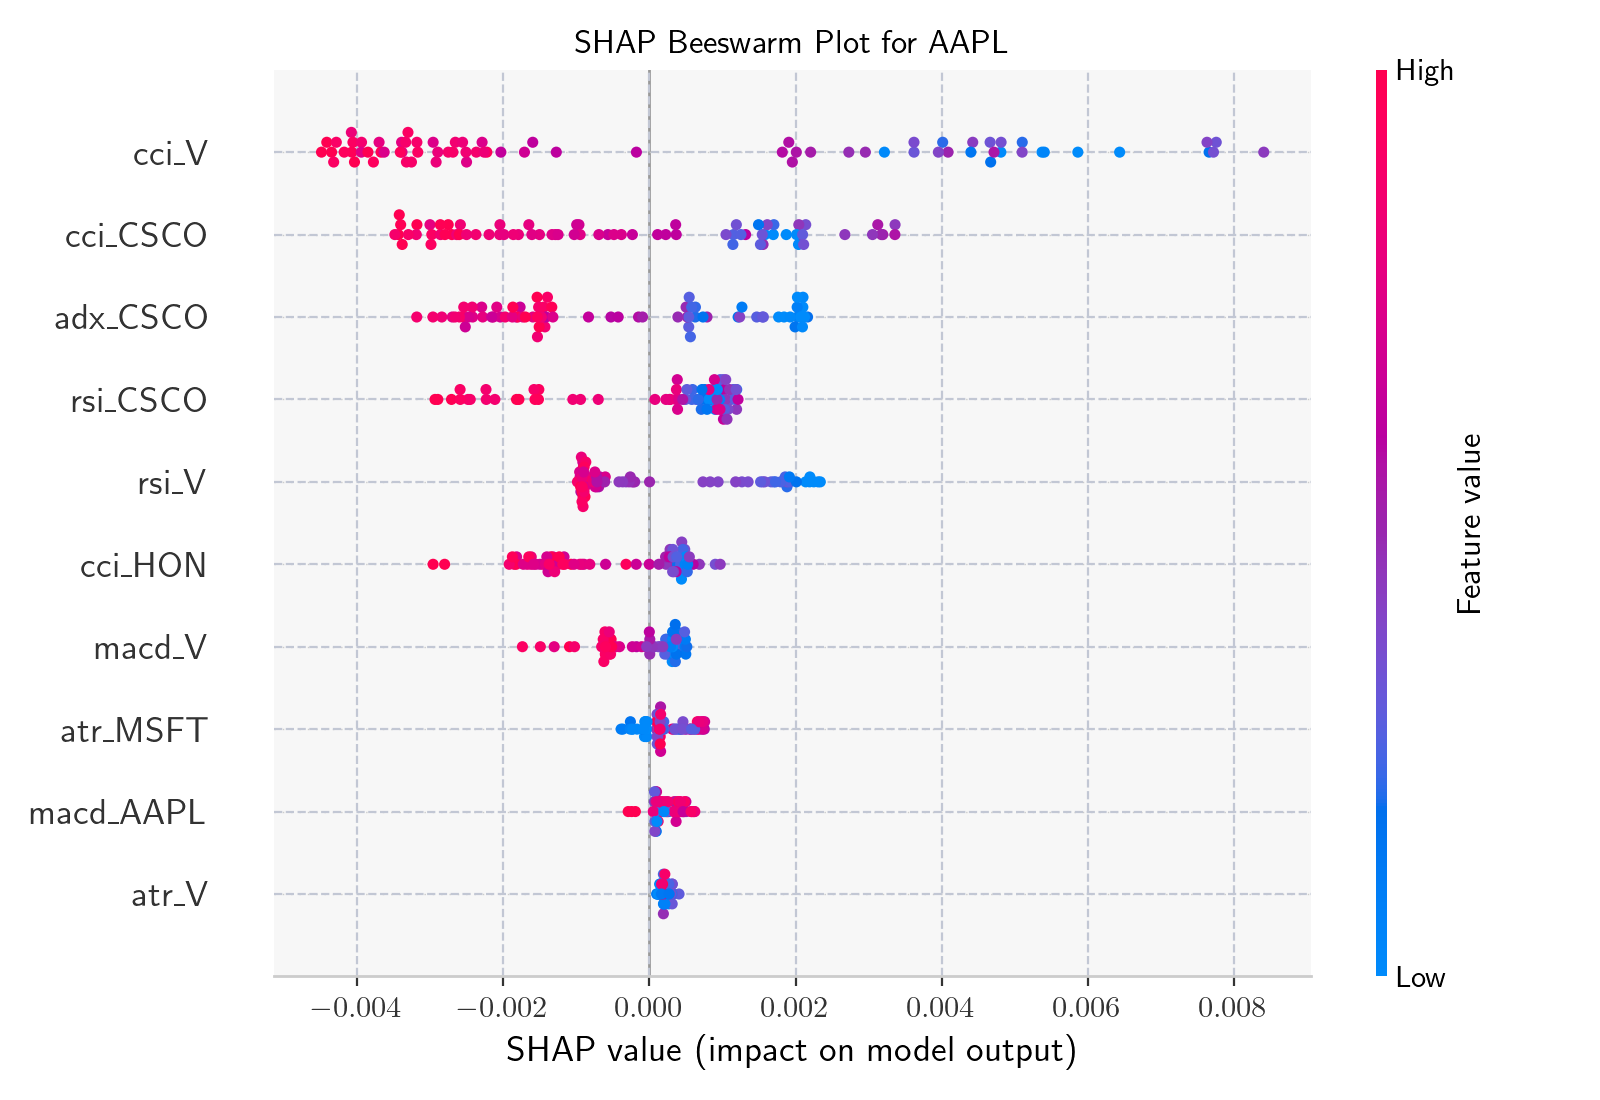 SHAP Beeswarm Plot for AAPL
High
cci_V
cci_CSCO
adx_CSCO
rsi_CSCO
rsi_V
cci_HON
macd_V
atr_MSFT
macd_AAPL
atr_V
Feature value
Low
−0.004 −0.002 0.000 0.002 0.004 0.006 0.008
SHAP value (impact on model output)